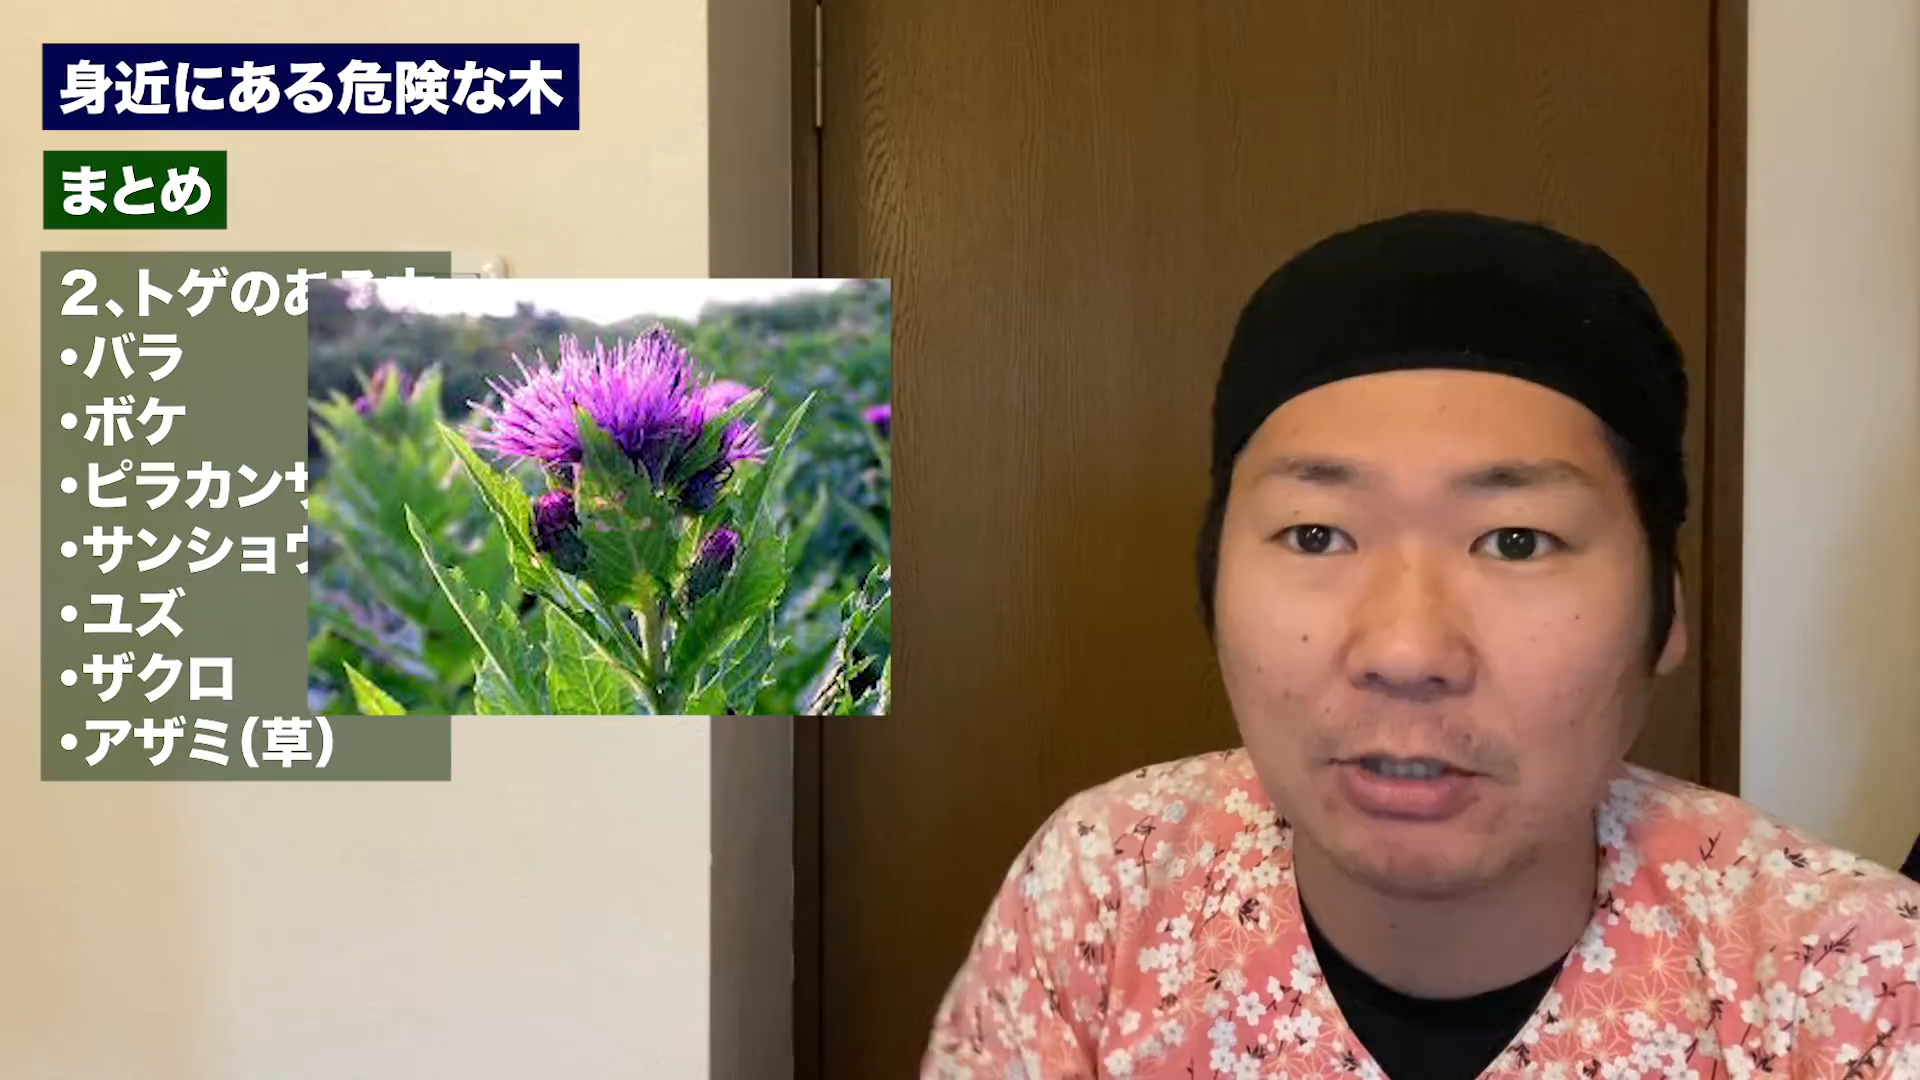 身近にある危険な木
まとめ
２、トゲのあ
•バラ
•ボケ
•ピラカンサ
•サンショウ
•ユズ
•ザクロ
•アザミ(草)